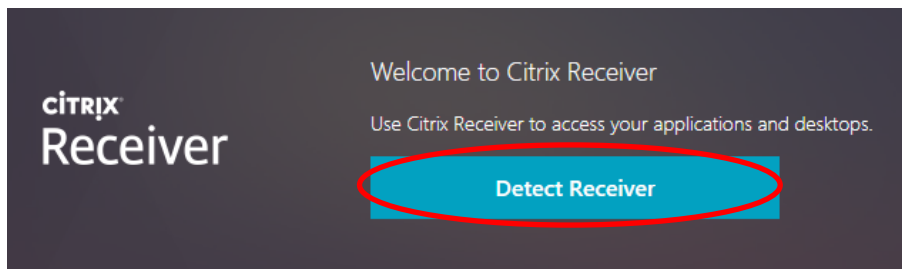 CITRIX
Receiver
Welcome to Citrix Receiver
Use Citrix Receiver to access your applications and desktops.
Detect Receiver